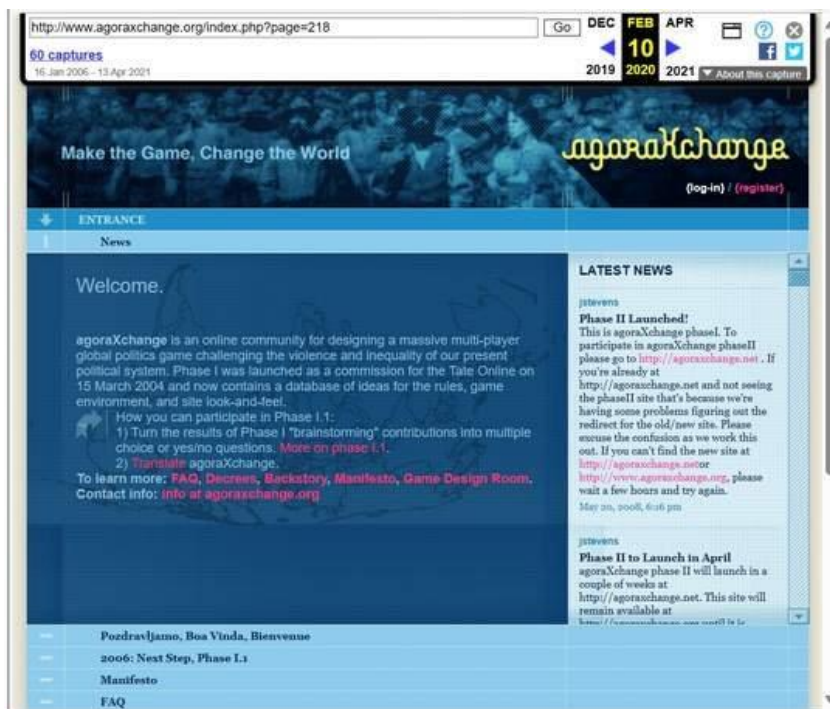 http://www.agoraxchange.org/index.php?page=218
Go
DEC FEB APR
60 captures
10
16 Jan 2006 - 13 Apr 2021
2019 2020 2021
About this capture
Make the Game, Change the World
agoraXchange
{log-in} / {register}
ENTRANCE
News
Welcome.
agoraXchange is an online community for designing a massive multi-player
global politics game challenging the violence and inequality of our present
political system. Phase I was launched as a commission for the Tate Online on
15 March 2004 and now contains a database of ideas for the rules, game
environment, and site look-and-feel.
How you can participate in Phase I.1:
1) Turn the results of Phase I "brainstorming" contributions into multiple
choice or yes/no questions. More on phase I.1.
2) Translate agoraXchange.
To learn more: FAQ, Decrees, Backstory, Manifesto, Game Design Room.
Contact info: info at agoraxchange.org
LATEST NEWS
jstevens
Phase II Launched!
This is agoraXchange phaseI. To
participate in agoraXchange phaseII
please go to http://agoraxchange.net . If
you're already at
http://agoraxchange.net and not seeing
the phaseII site that's because we're
having some problems figuring out the
redirect for the old/new site. Please
excuse the confusion as we work this
out. If you can't find the new site at
http://agoraxchange.netor
http://www.agoraxchange.org, please
wait a few hours and try again.
May 20, 2008, 6:16 pm
jstevens
Phase II to Launch in April
agoraXchange phase II will launch in a
couple of weeks at
http://agoraxchange.net. This site will
remain available at
Pozdravljamo, Boa Vinda, Bienvenue
2006: Next Step, Phase I.1
Manifesto
FAQ